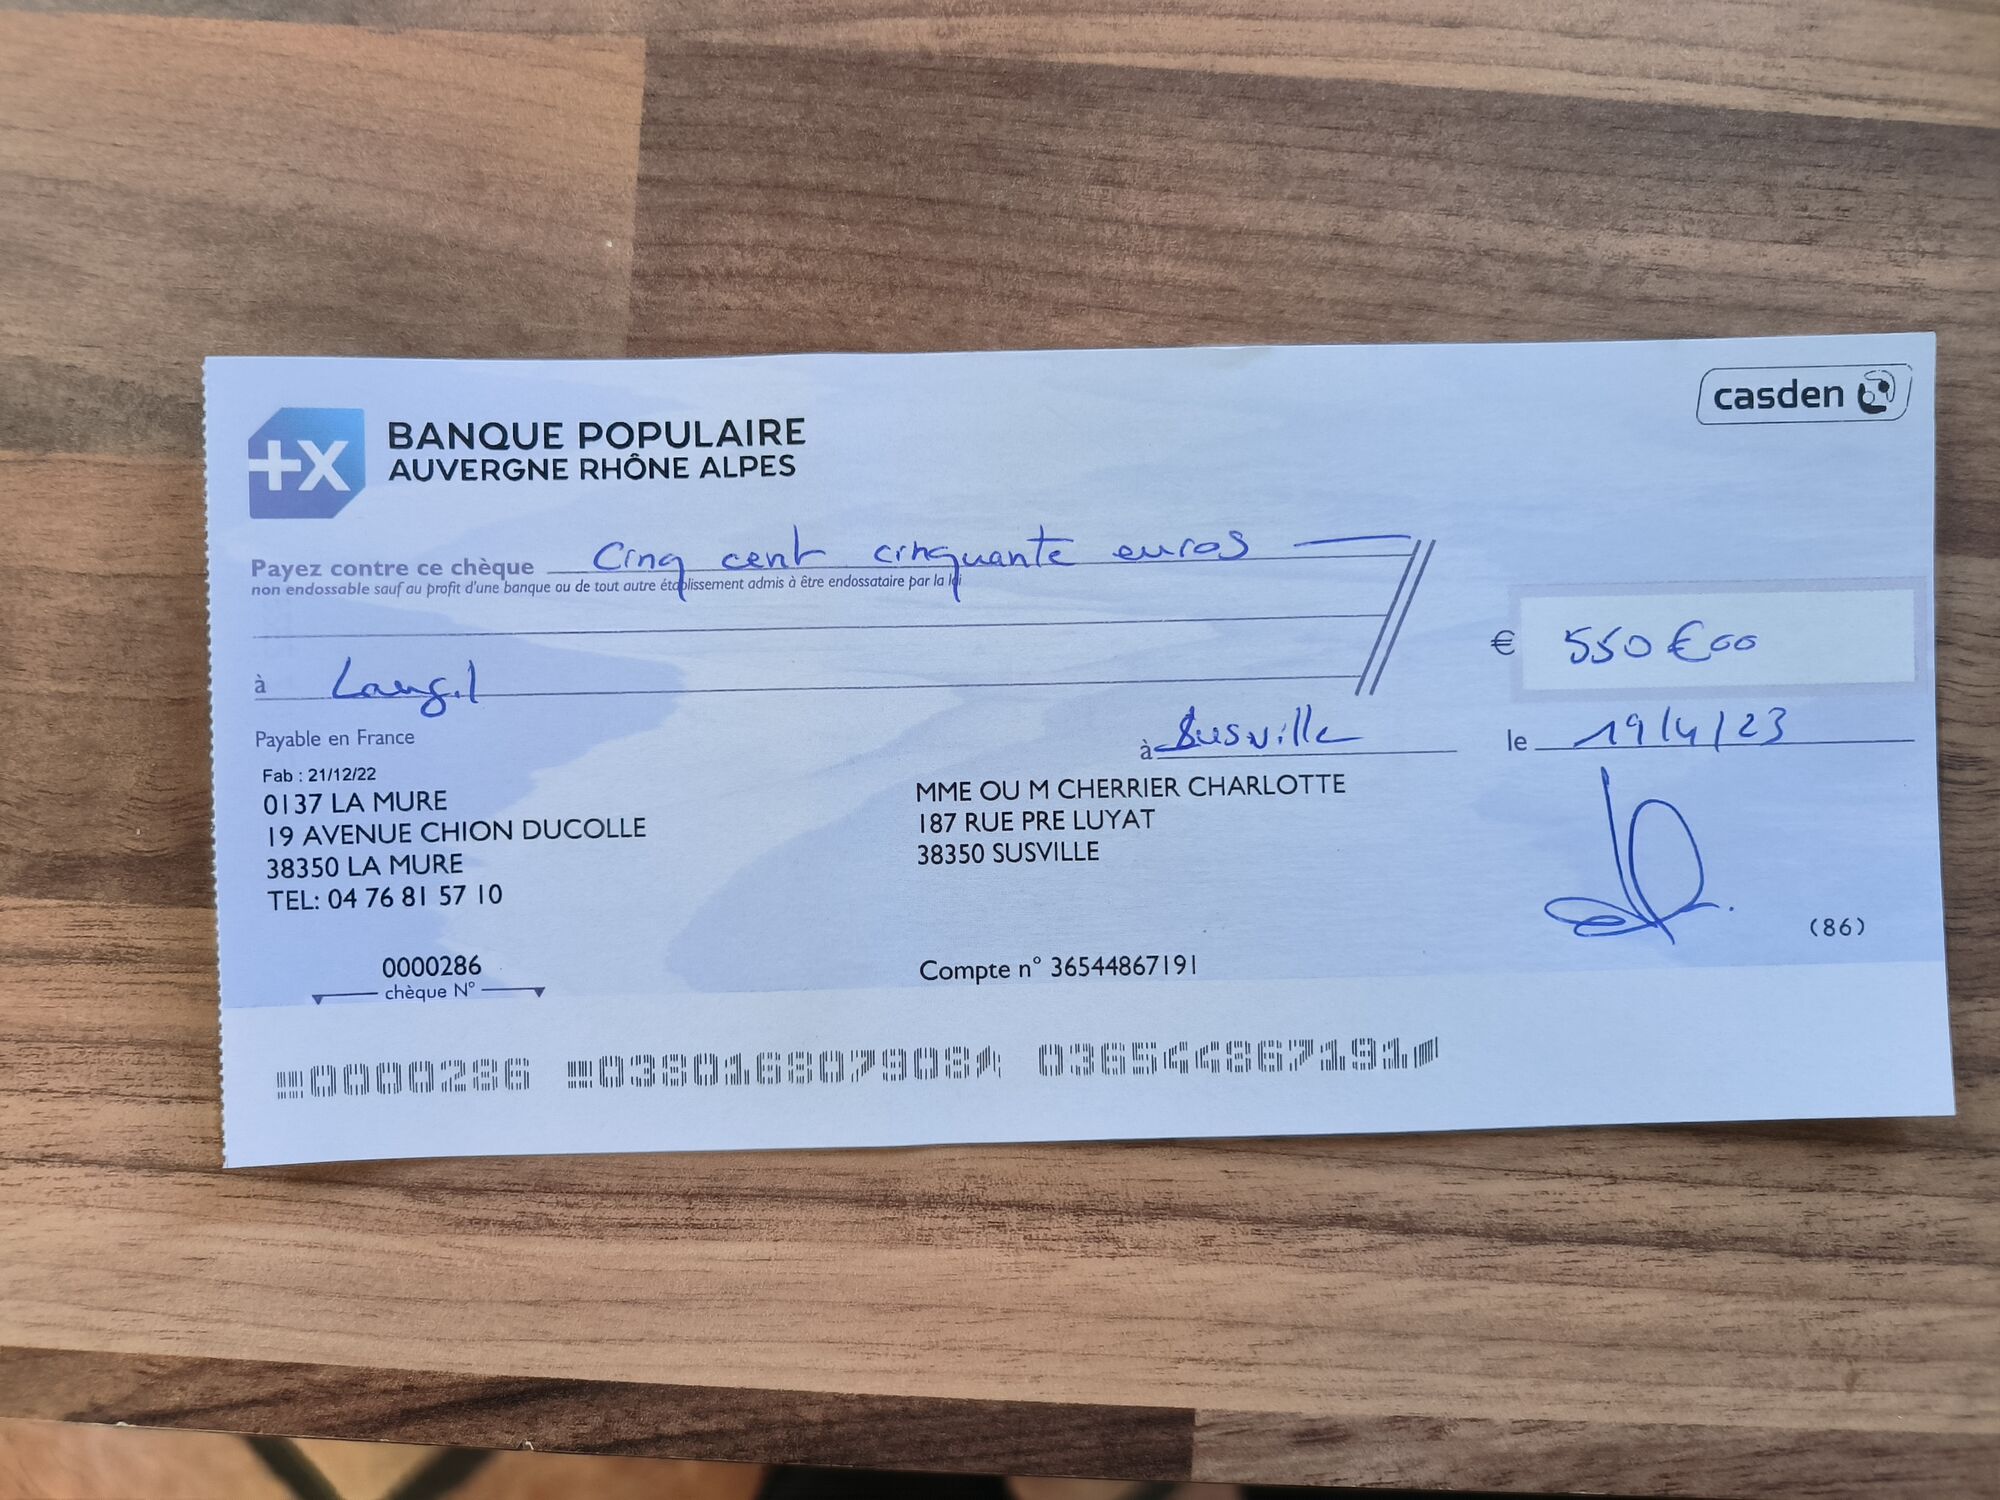 casden
+X
BANQUE POPULAIRE
AUVERGNE RHÔNE ALPES
Payez contre ce chèque Cinq cent cinquante euros
non endossable sauf au profit d'une banque ou de tout autre établissement admis à être endossataire par la loi
€ 550 €00
à Laugil
Payable en France
à Susville le 19/4/23
Fab : 21/12/22
0137 LA MURE
19 AVENUE CHION DUCOLLE
38350 LA MURE
TEL: 04 76 81 57 10
MME OU M CHERRIER CHARLOTTE
187 RUE PRE LUYAT
38350 SUSVILLE
(86)
0000286
chèque N°
Compte n° 36544867191
0000286 038016807908 036544867191